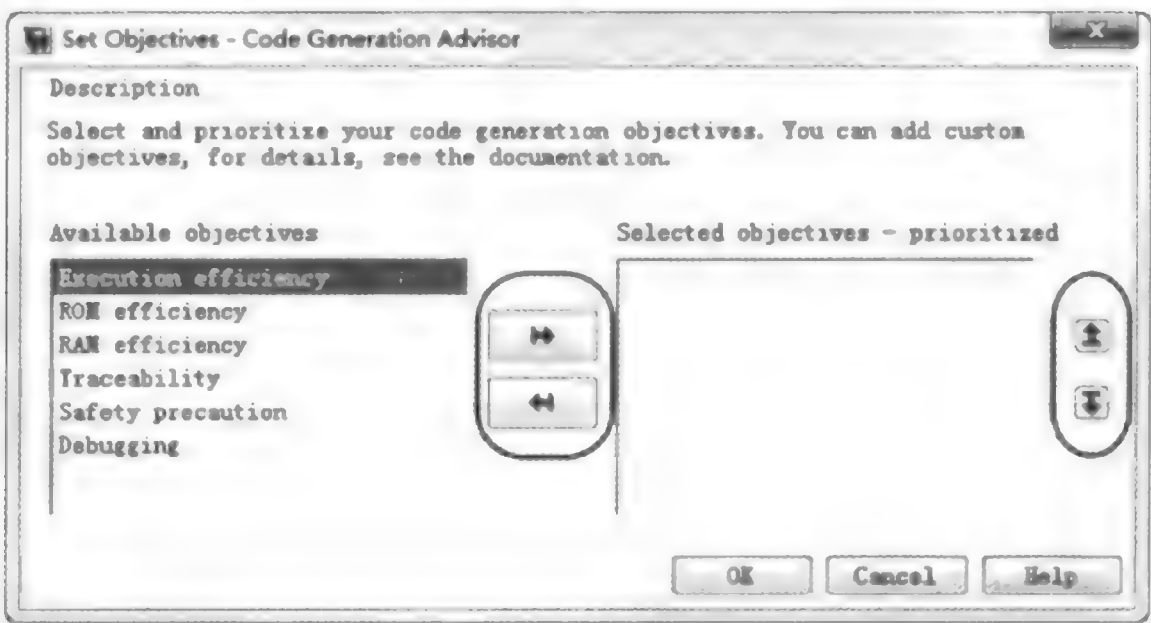 Set Objectives - Code Generation Advisor
Description
Select and prioritize your code generation objectives. You can add custom
objectives, for details, see the documentation.
Available objectives
Selected objectives - prioritized
Execution efficiency
ROM efficiency
RAM efficiency
Traceability
Safety precaution
Debugging
OK
Cancel
Help